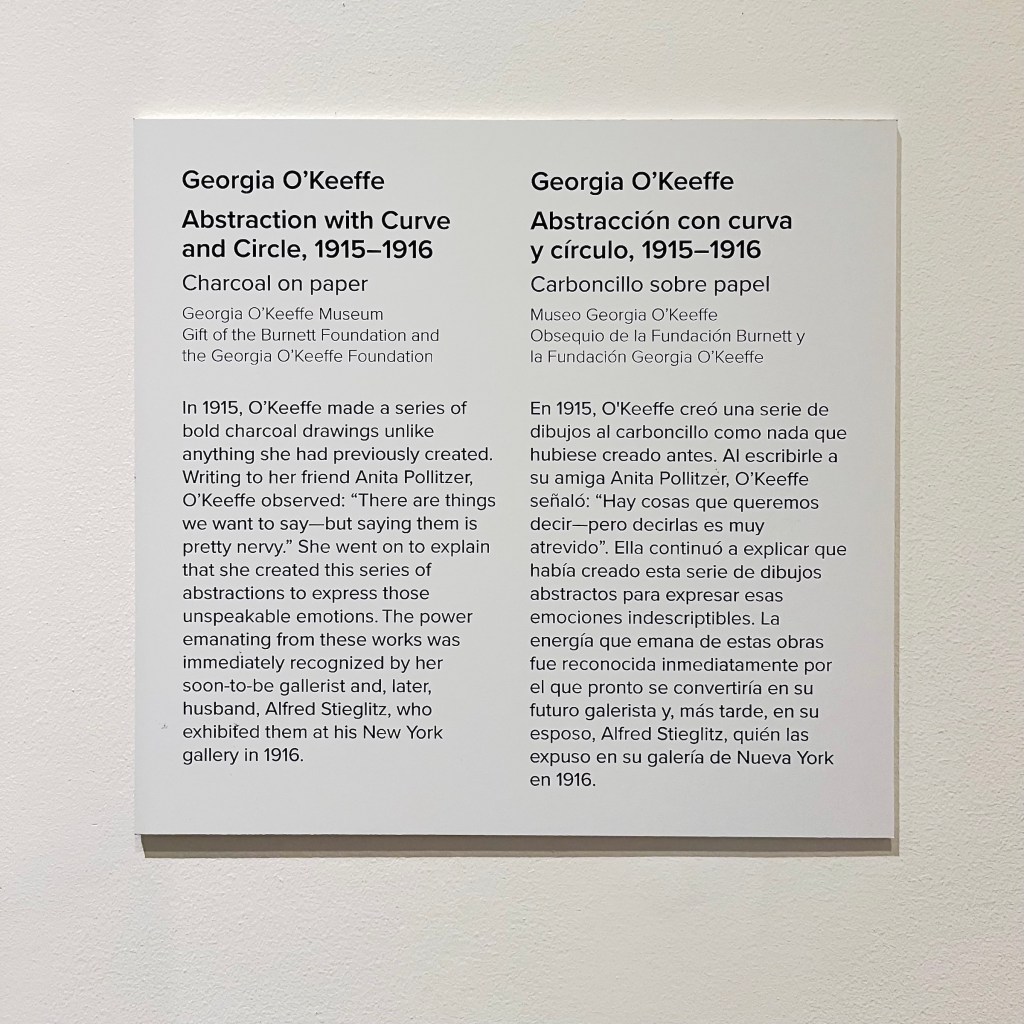 Georgia O’Keeffe
Abstraction with Curve
and Circle, 1915–1916
Charcoal on paper
Georgia O’Keeffe Museum
Gift of the Burnett Foundation and
the Georgia O’Keeffe Foundation
In 1915, O’Keeffe made a series of
bold charcoal drawings unlike
anything she had previously created.
Writing to her friend Anita Pollitzer,
O’Keeffe observed: “There are things
we want to say—but saying them is
pretty nervy.” She went on to explain
that she created this series of
abstractions to express those
unspeakable emotions. The power
emanating from these works was
immediately recognized by her
soon-to-be gallerist and, later,
husband, Alfred Stieglitz, who
exhibited them at his New York
gallery in 1916.
Georgia O’Keeffe
Abstracción con curva
y círculo, 1915–1916
Carboncillo sobre papel
Museo Georgia O’Keeffe
Obsequio de la Fundación Burnett y
la Fundación Georgia O’Keeffe
En 1915, O'Keeffe creó una serie de
dibujos al carboncillo como nada que
hubiese creado antes. Al escribirle a
su amiga Anita Pollitzer, O’Keeffe
señaló: “Hay cosas que queremos
decir—pero decirlas es muy
atrevido”. Ella continuó a explicar que
había creado esta serie de dibujos
abstractos para expresar esas
emociones indescriptibles. La
energía que emana de estas obras
fue reconocida inmediatamente por
el que pronto se convertiría en su
futuro galerista y, más tarde, en su
esposo, Alfred Stieglitz, quién las
expuso en su galería de Nueva York
en 1916.